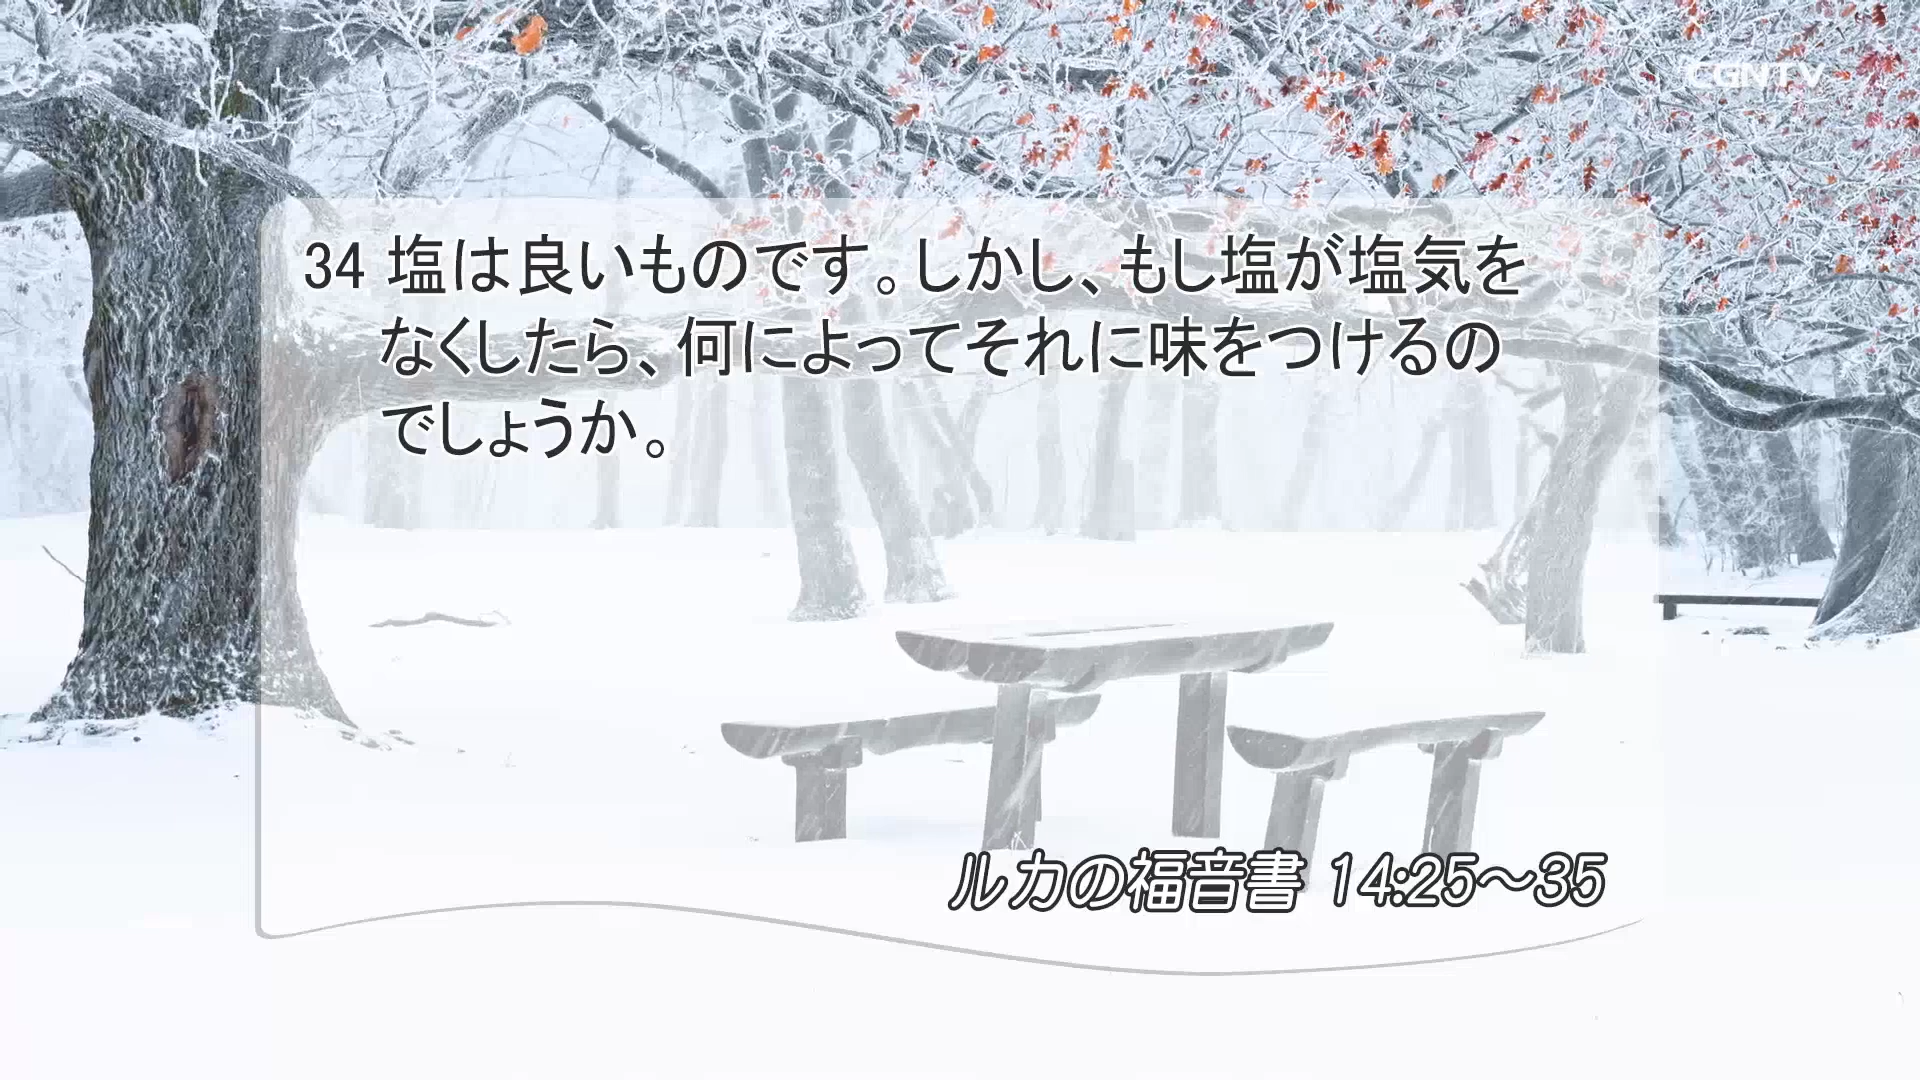 CGNTV
34 塩は良いものです。しかし、もし塩が塩気を
なくしたら、何によってそれに味をつけるの
でしょうか。
ルカの福音書 14:25～35